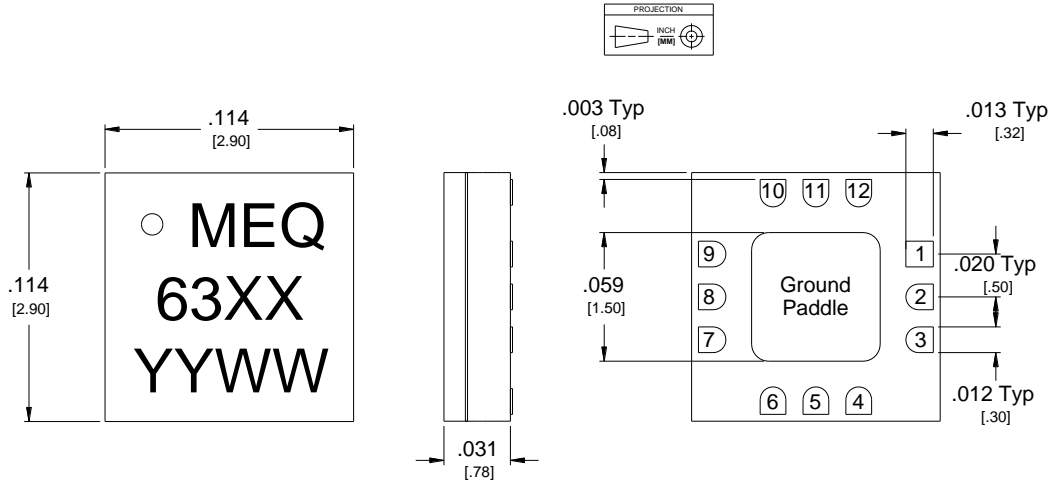 PROJECTION
INCH
[MM]
.114
[2.90]
.114
[2.90]
MEQ
63XX
YYWW
.031
[.78]
.003 Typ
[.08]
.013 Typ
[.32]
10 11 12
9
8
7
.059
[1.50]
Ground
Paddle
1
2
3
.020 Typ
[.50]
6 5 4
.012 Typ
[.30]